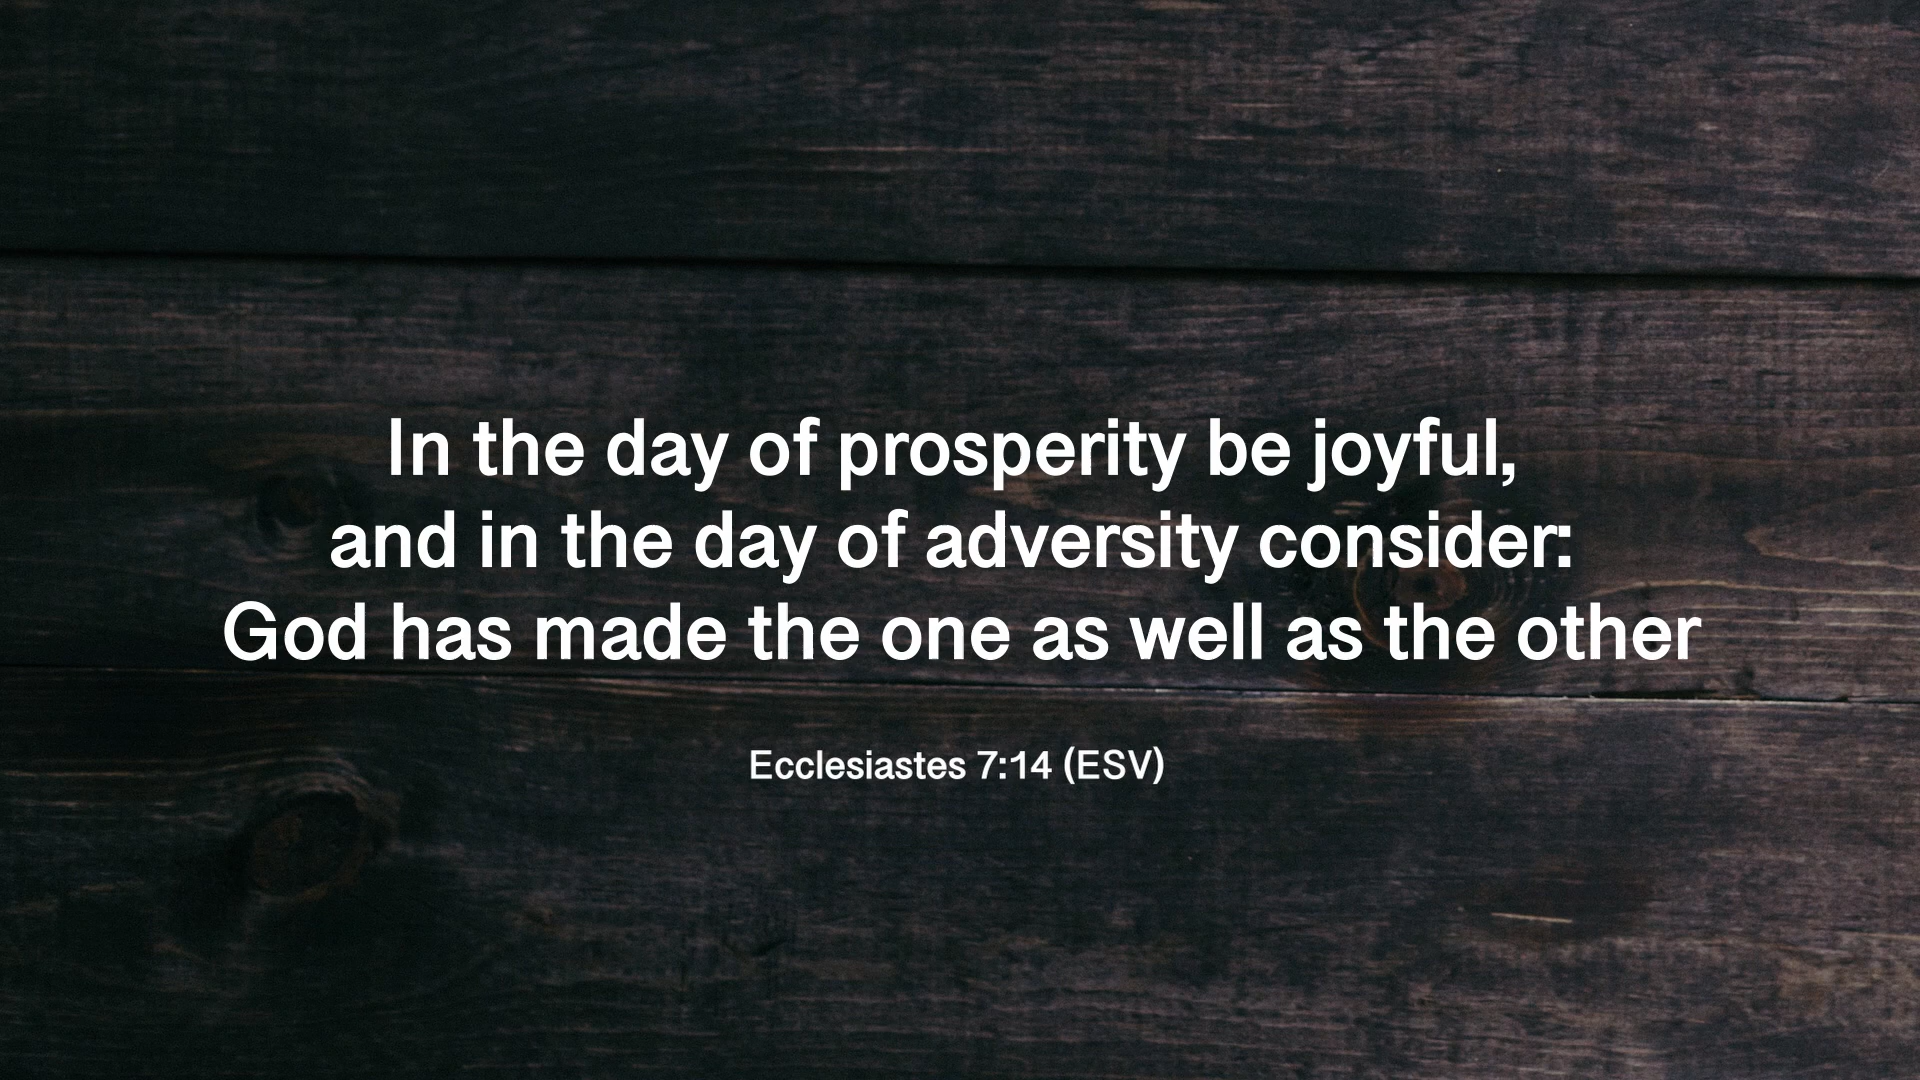 In the day of prosperity be joyful,
and in the day of adversity consider:
God has made the one as well as the other
Ecclesiastes 7:14 (ESV)